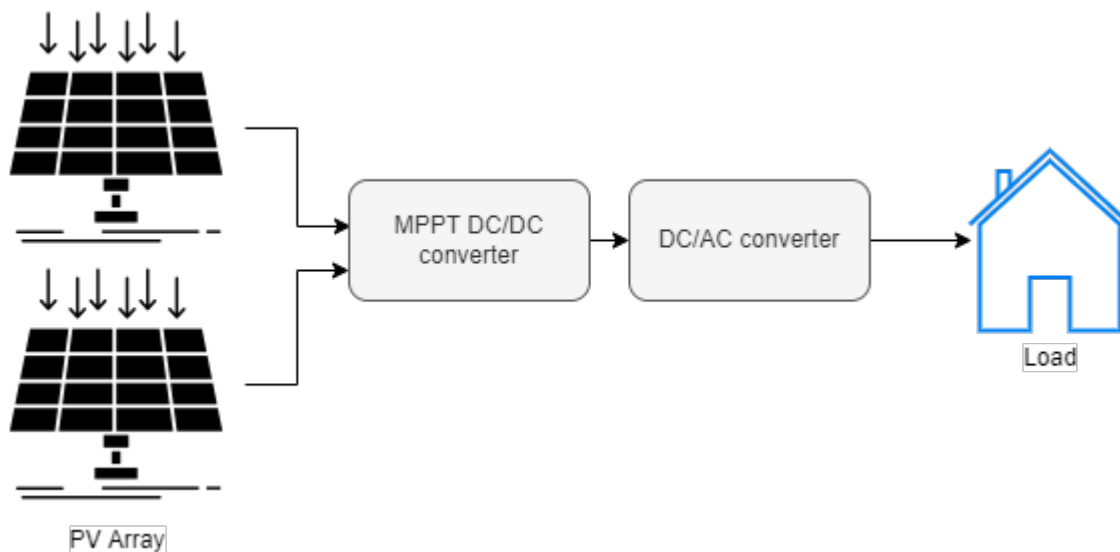 MPPT DC/DC
converter
DC/AC converter
Load
PV Array